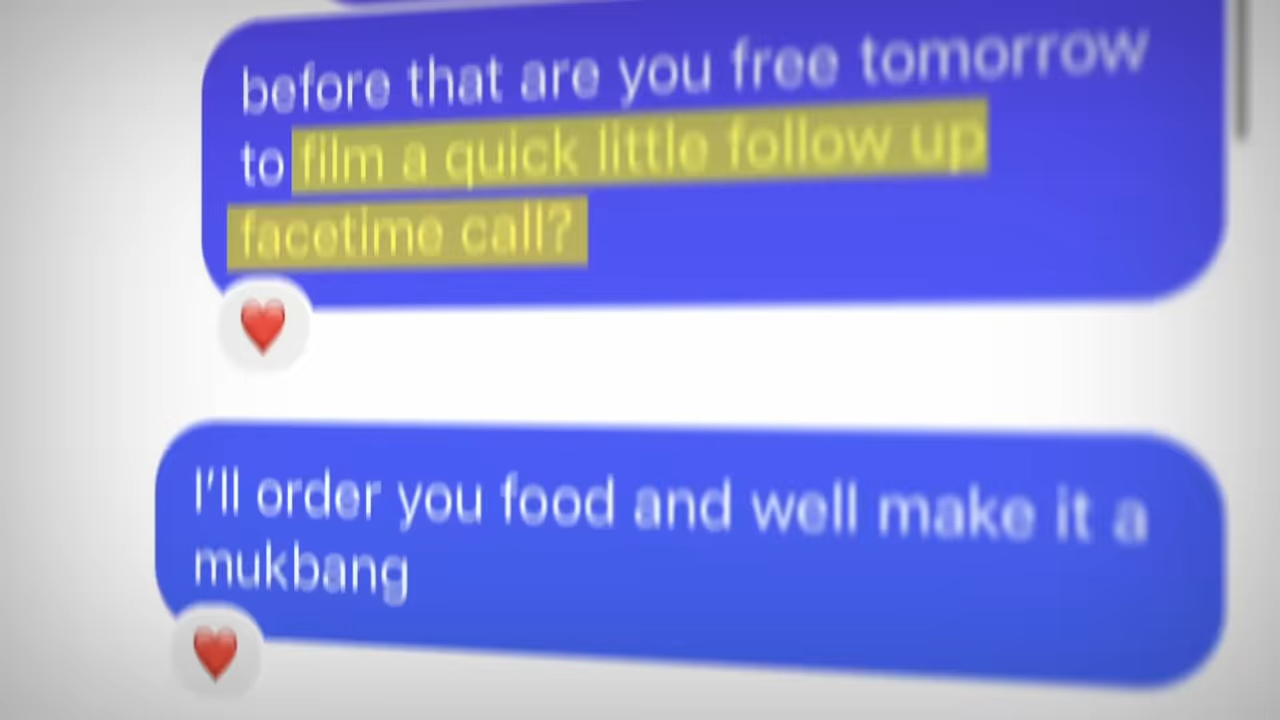 before that are you free tomorrow
to film a quick little follow up
facetime call?
I'll order you food and well make it a
mukbang